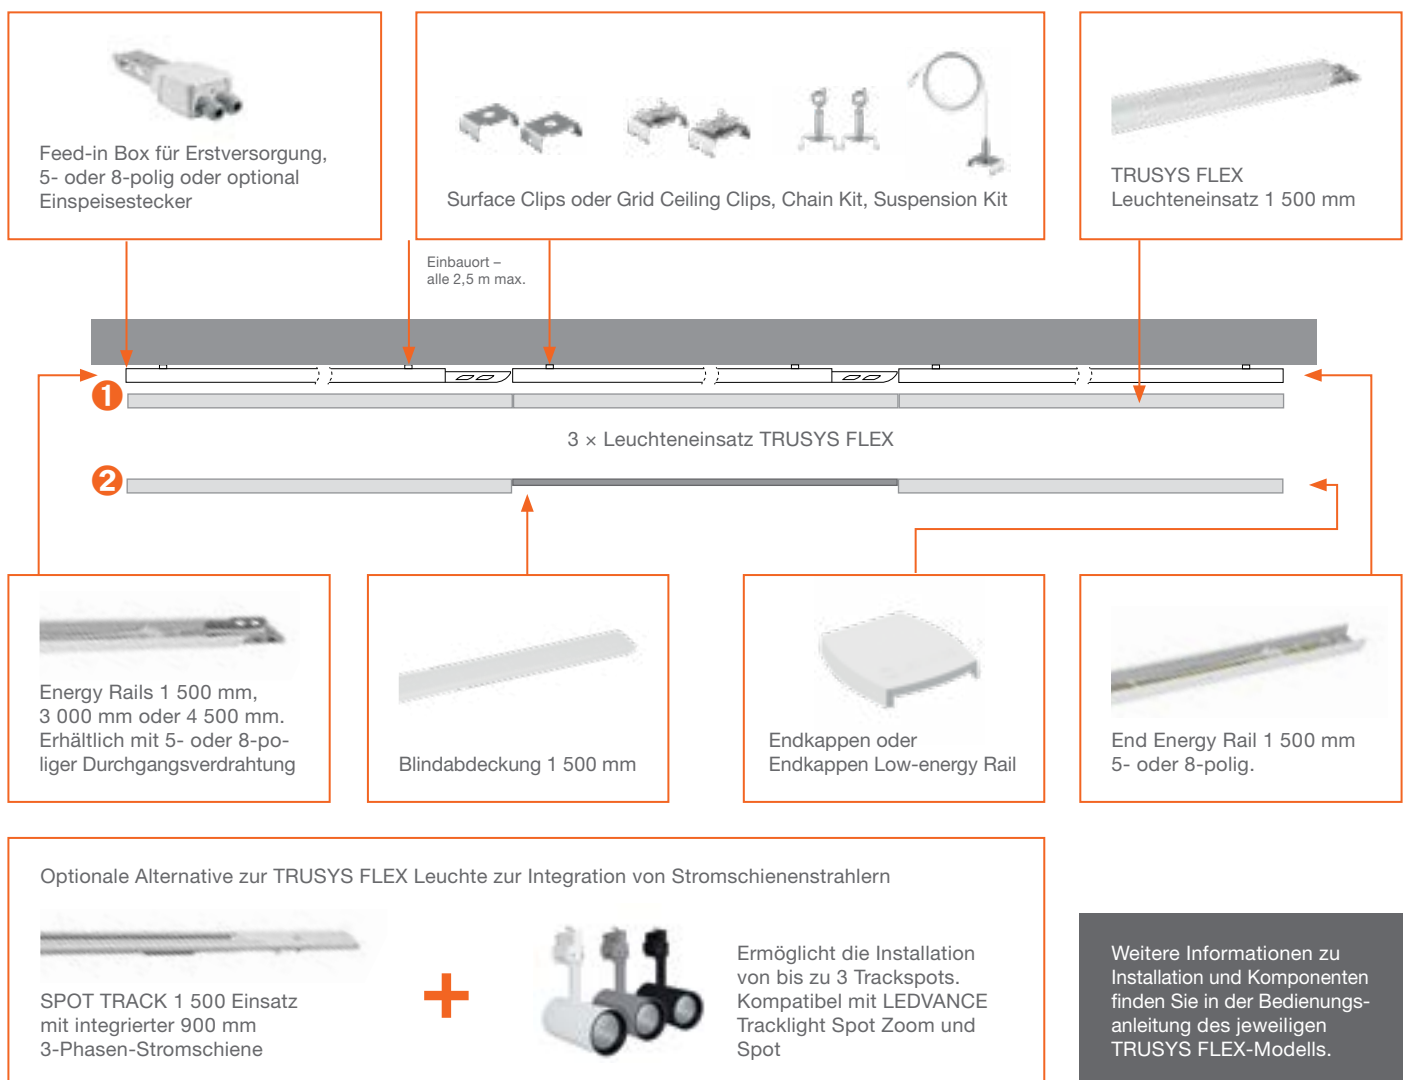 Feed-in Box für Erstversorgung,
5- oder 8-polig oder optional
Einspeisestecker
Surface Clips oder Grid Ceiling Clips, Chain Kit, Suspension Kit
TRUSYS FLEX
Leuchteneinsatz 1 500 mm
Einbauort –
alle 2,5 m max.
1
3 × Leuchteneinsatz TRUSYS FLEX
2
Energy Rails 1 500 mm,
3 000 mm oder 4 500 mm.
Erhältlich mit 5- oder 8-po-
liger Durchgangsverdrahtung
Blindabdeckung 1 500 mm
Endkappen oder
Endkappen Low-energy Rail
End Energy Rail 1 500 mm
5- oder 8-polig.
Optionale Alternative zur TRUSYS FLEX Leuchte zur Integration von Stromschienenstrahlern
SPOT TRACK 1 500 Einsatz
mit integrierter 900 mm
3-Phasen-Stromschiene
+
Ermöglicht die Installation
von bis zu 3 Trackspots.
Kompatibel mit LEDVANCE
Tracklight Spot Zoom und
Spot
Weitere Informationen zu
Installation und Komponenten
finden Sie in der Bedienungs-
anleitung des jeweiligen
TRUSYS FLEX-Modells.